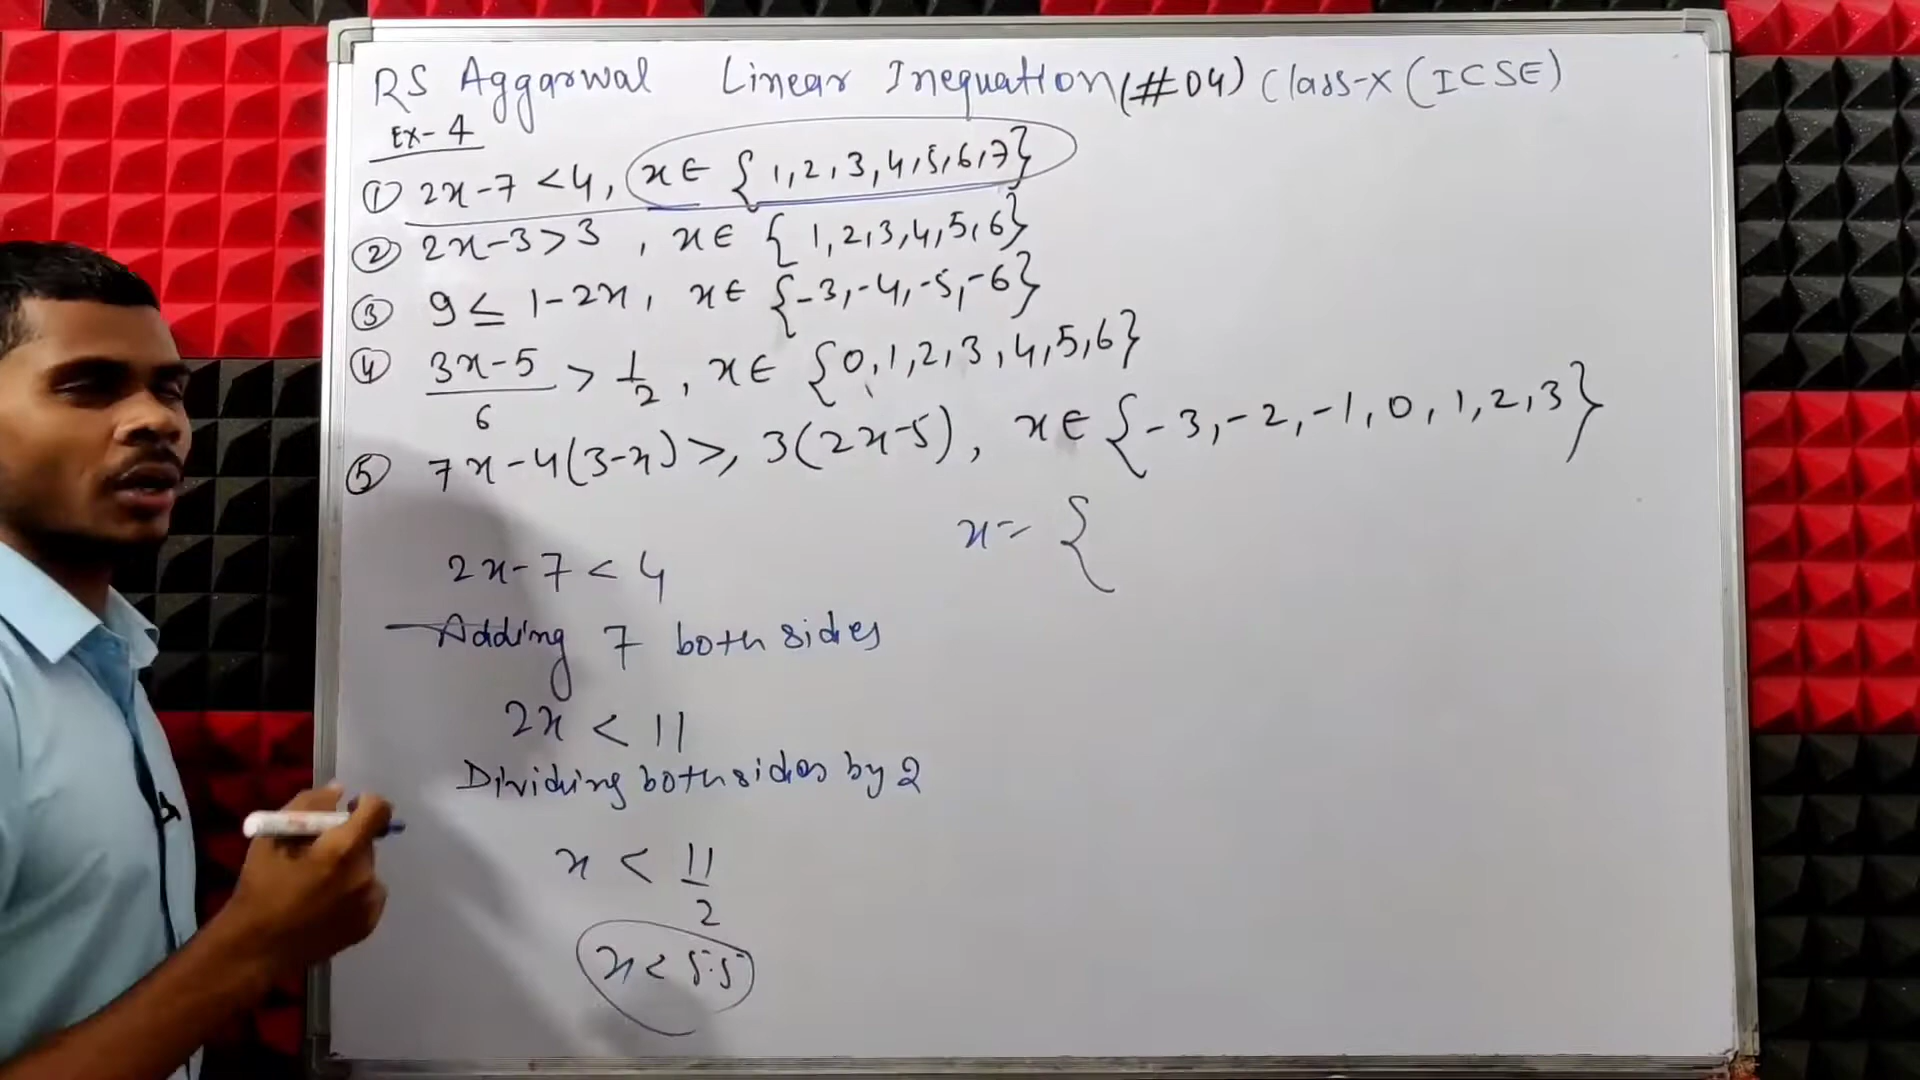 RS Aggarwal Linear Inequation (#04) Class-X (ICSE)
Ex-4
① 2x-7 <4, x∈ {1,2,3,4,5,6,7}
② 2x-3>3 , x∈ { 1,2,3,4,5,6}
③ 9 ≤ 1-2x, x∈ {-3,-4,-5,-6}
④ (3x-5)/6 > 1/2, x∈ {0,1,2,3,4,5,6}
⑤ 7x-4(3-x) ≥ 3(2x-5), x∈ {-3,-2,-1,0,1,2,3}
x= {
2x-7 < 4
Adding 7 both sides
2x < 11
Dividing both sides by 2
x < 11/2
x < 5.5